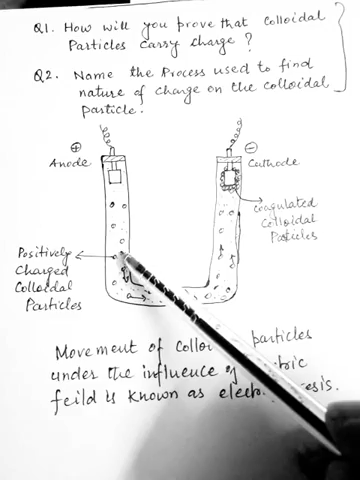 Q1. How will you prove that colloidal
Particles carry charge?
Q2. Name the Process used to find
nature of charge on the colloidal
particle.
+ −
Anode Cathode
coagulated
Colloidal
Particles
Positively
Charged
Colloidal
Particles
Movement of particles
under the influence
feild is known as